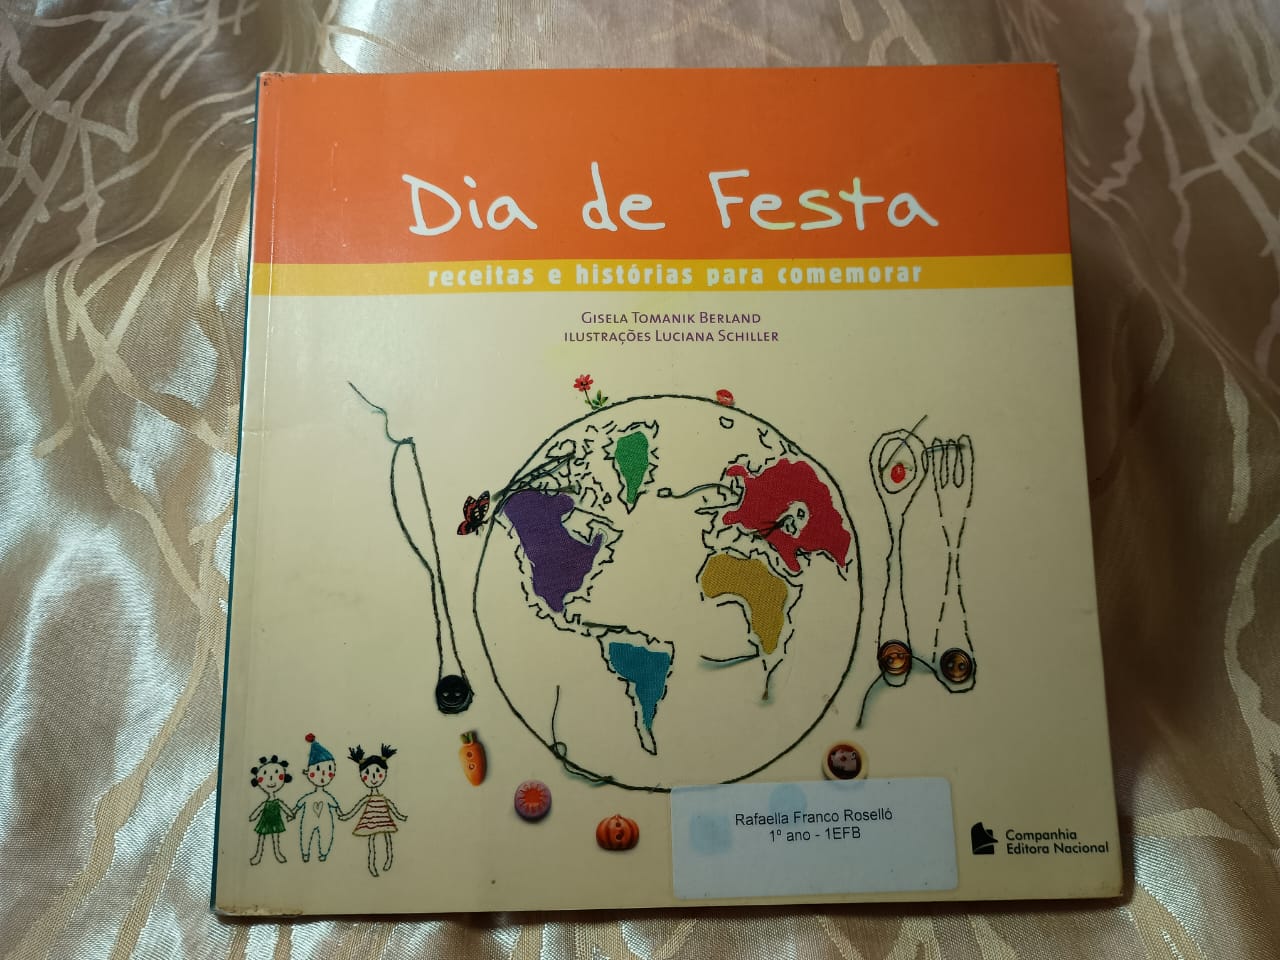 Dia de Festa
receitas e histórias para comemorar
GISELA TOMANIK BERLAND
ILUSTRAÇÕES LUCIANA SCHILLER
Rafaella Franco Roselló
1º ano - 1EFB
Companhia
Editora Nacional